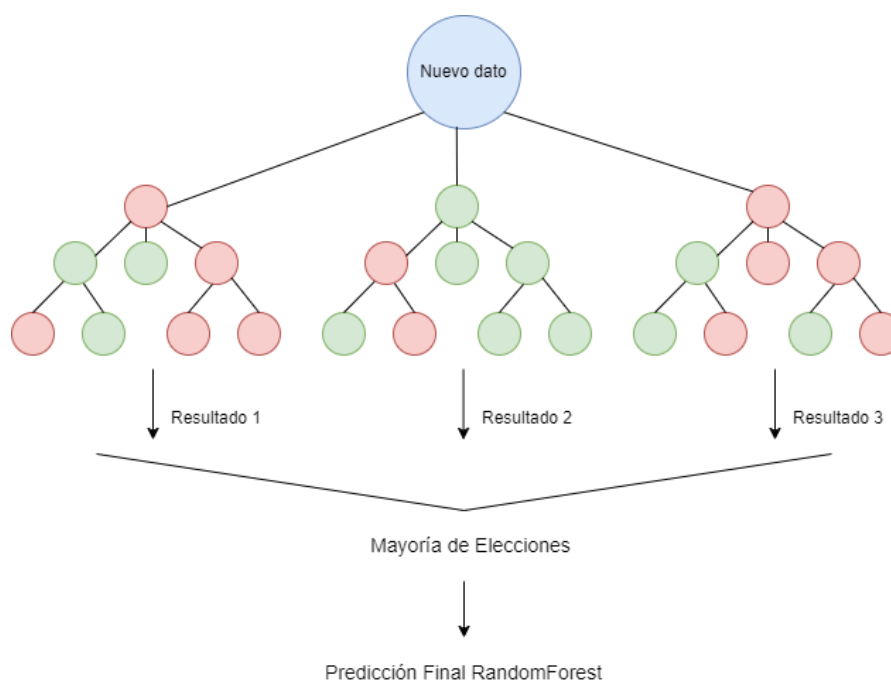 Nuevo dato
Resultado 1
Resultado 2
Resultado 3
Mayoría de Elecciones
Predicción Final RandomForest